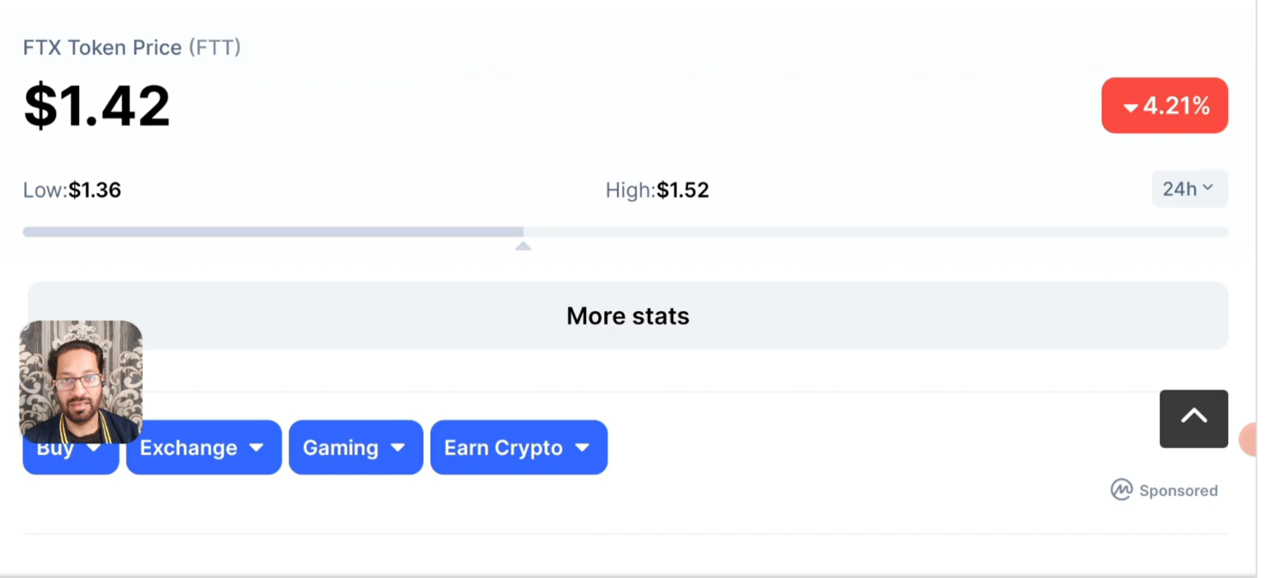 FTX Token Price (FTT)
$1.42
4.21%
Low:$1.36 High:$1.52 24h
More stats
Buy Exchange Gaming Earn Crypto
Sponsored